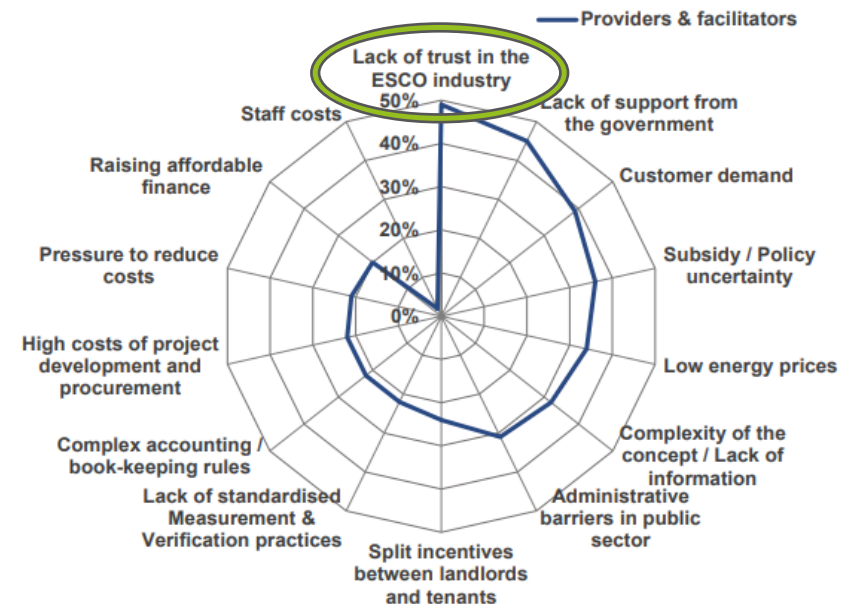 Providers & facilitators
Lack of trust in the
ESCO industry
50%
40%
30%
20%
10%
0%
Lack of support from
the government
Customer demand
Subsidy / Policy
uncertainty
Low energy prices
Complexity of the
concept / Lack of
information
Administrative
barriers in public
sector
Split incentives
between landlords
and tenants
Lack of standardised
Measurement &
Verification practices
Complex accounting /
book-keeping rules
High costs of project
development and
procurement
Pressure to reduce
costs
Raising affordable
finance
Staff costs